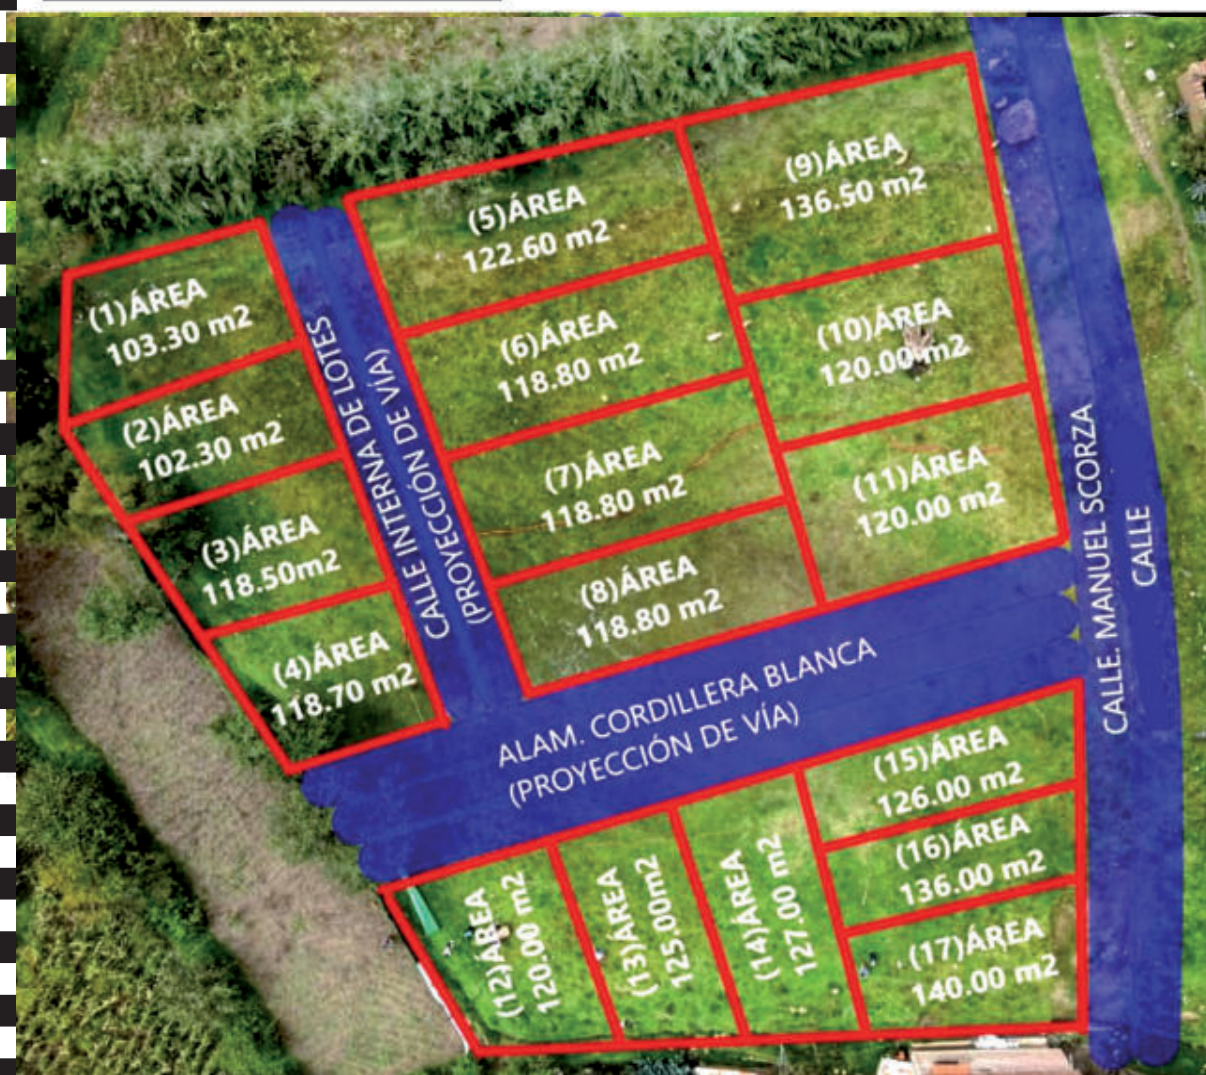 (1)ÁREA
103.30 m2
(2)ÁREA
102.30 m2
(3)ÁREA
118.50m2
(4)ÁREA
118.70 m2
CALLE INTERNA DE LOTES
(PROYECCIÓN DE VÍA)
(5)ÁREA
122.60 m2
(6)ÁREA
118.80 m2
(7)ÁREA
118.80 m2
(8)ÁREA
118.80 m2
(9)ÁREA
136.50 m2
(10)ÁREA
120.00 m2
(11)ÁREA
120.00 m2
ALAM. CORDILLERA BLANCA
(PROYECCIÓN DE VÍA)
CALLE. MANUEL SCORZA
CALLE
(12)ÁREA
120.00 m2
(13)ÁREA
125.00m2
(14)ÁREA
127.00 m2
(15)ÁREA
126.00 m2
(16)ÁREA
136.00 m2
(17)ÁREA
140.00 m2